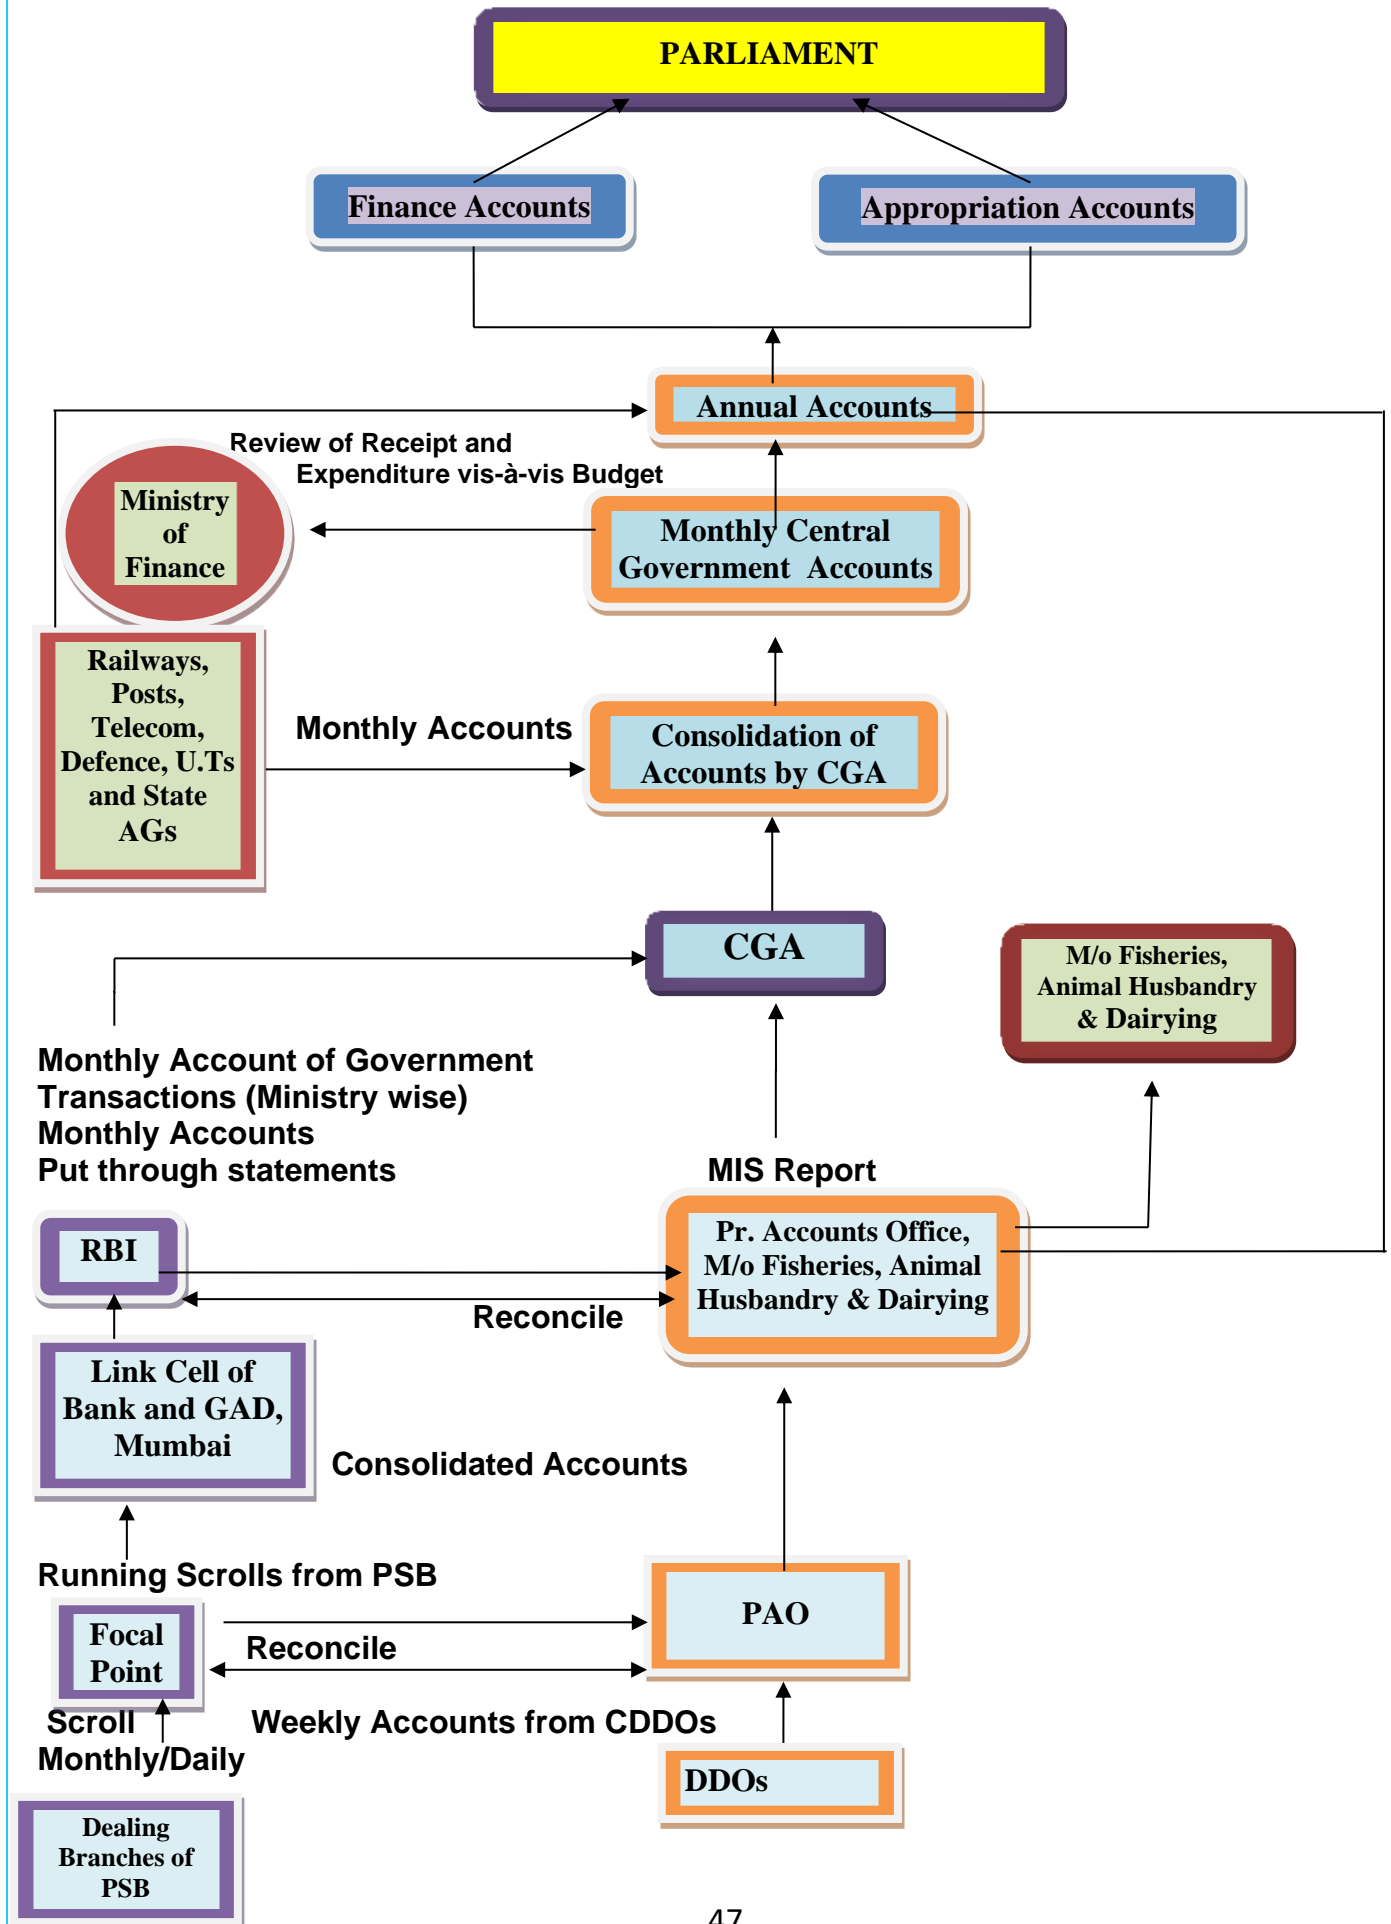 PARLIAMENT
Finance Accounts
Appropriation Accounts
Annual Accounts
Review of Receipt and
Expenditure vis-à-vis Budget
Ministry
of
Finance
Monthly Central
Government Accounts
Railways,
Posts,
Telecom,
Defence, U.Ts
and State
AGs
Monthly Accounts
Consolidation of
Accounts by CGA
CGA
M/o Fisheries,
Animal Husbandry
& Dairying
Monthly Account of Government
Transactions (Ministry wise)
Monthly Accounts
Put through statements
MIS Report
RBI
Pr. Accounts Office,
M/o Fisheries, Animal
Husbandry & Dairying
Reconcile
Link Cell of
Bank and GAD,
Mumbai
Consolidated Accounts
Running Scrolls from PSB
Focal
Point
PAO
Reconcile
Scroll
Monthly/Daily
Weekly Accounts from CDDOs
DDOs
Dealing
Branches of
PSB
47